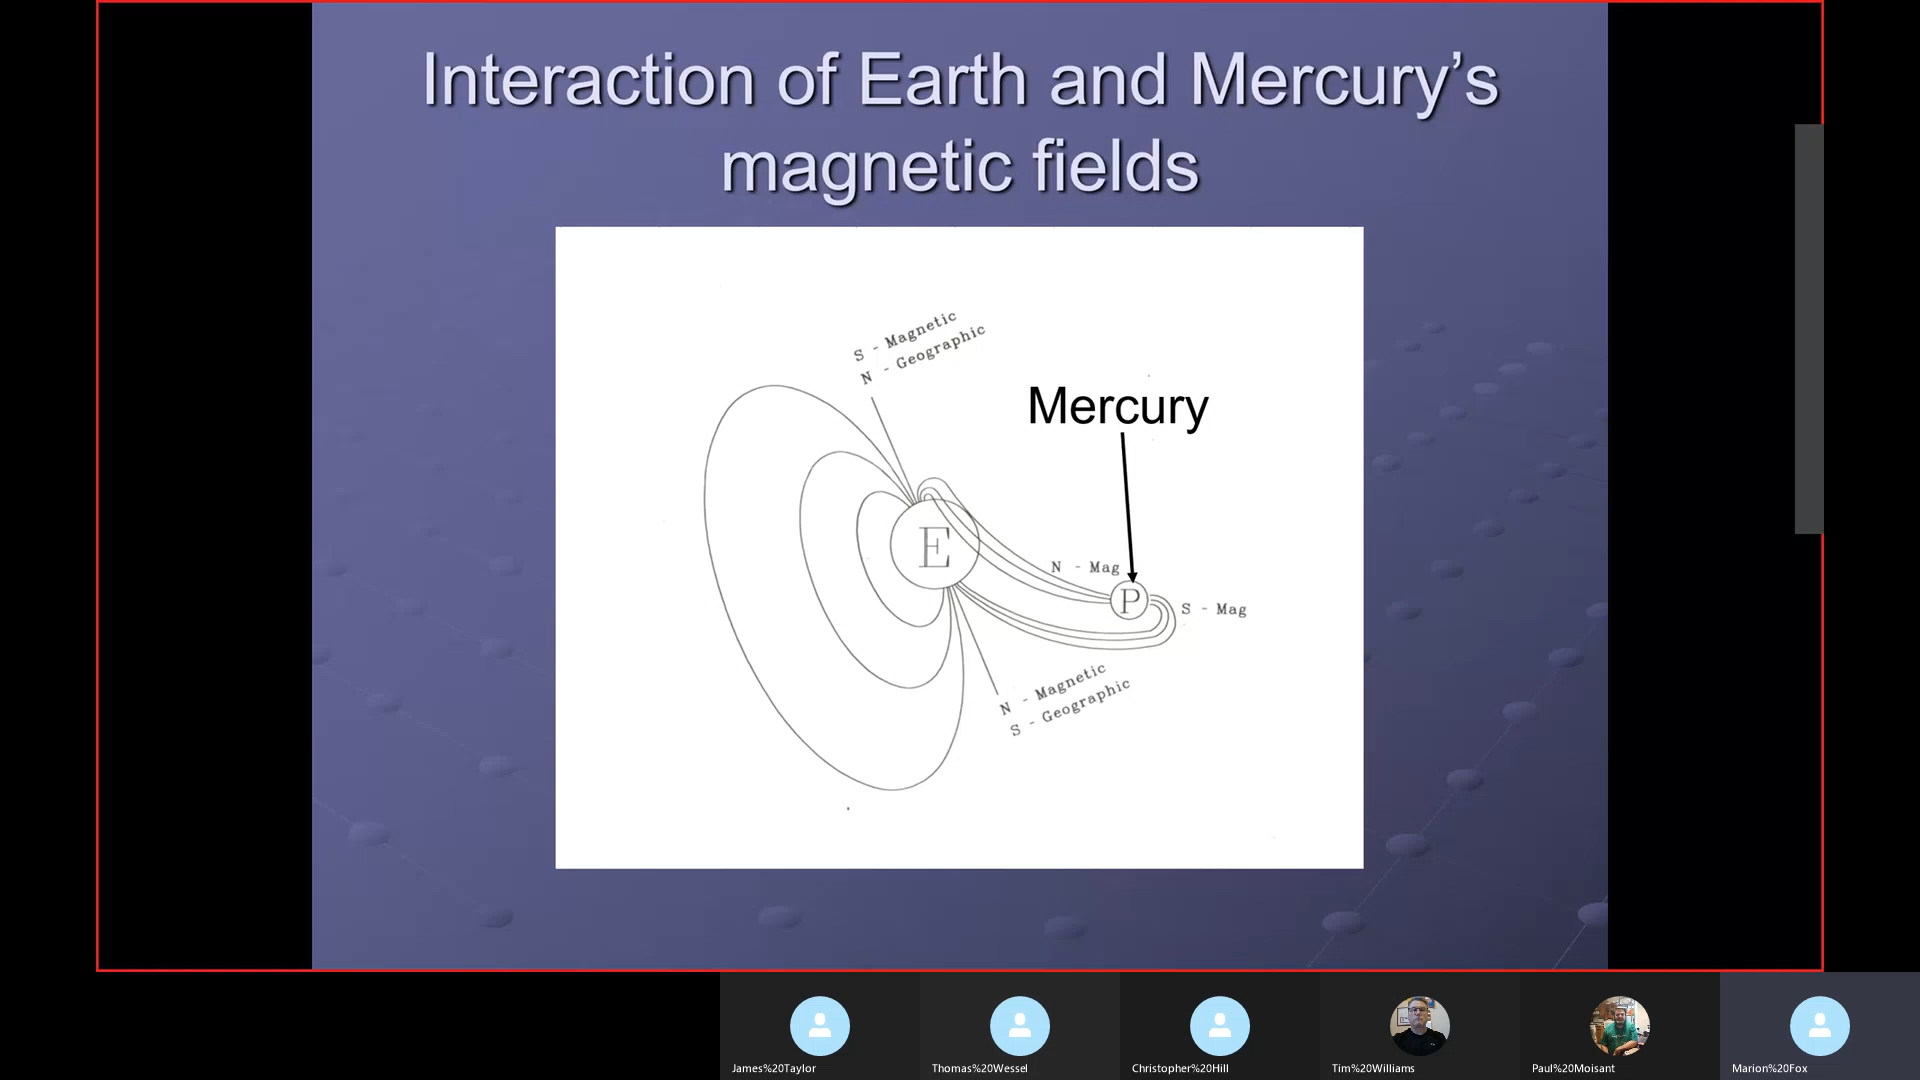 Interaction of Earth and Mercury’s
magnetic fields
S - Magnetic
N - Geographic
Mercury
E
N - Mag
P
S - Mag
N - Magnetic
S - Geographic
James%20Taylor
Thomas%20Wessel
Christopher%20Hill
Tim%20Williams
Paul%20Moisant
Marion%20Fox